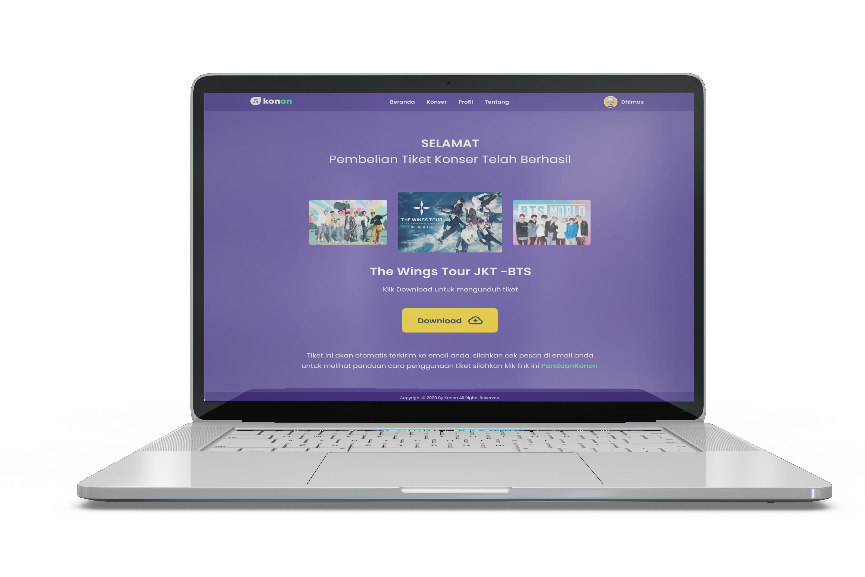 konon
Beranda Konser Profil Tentang
Dhimas
SELAMAT
Pembelian Tiket Konser Telah Berhasil
THE WINGS TOUR
BTS WORLD
The Wings Tour JKT -BTS
Klik Download untuk mengunduh tiket
Download
Tiket ini akan otomatis terkirim ke email anda, silahkan cek pesan di email anda.
untuk melihat panduan cara penggunaan tiket silahkan klik link ini PanduanKonon
Copyright © 2020 By Konon All Rights Reserved